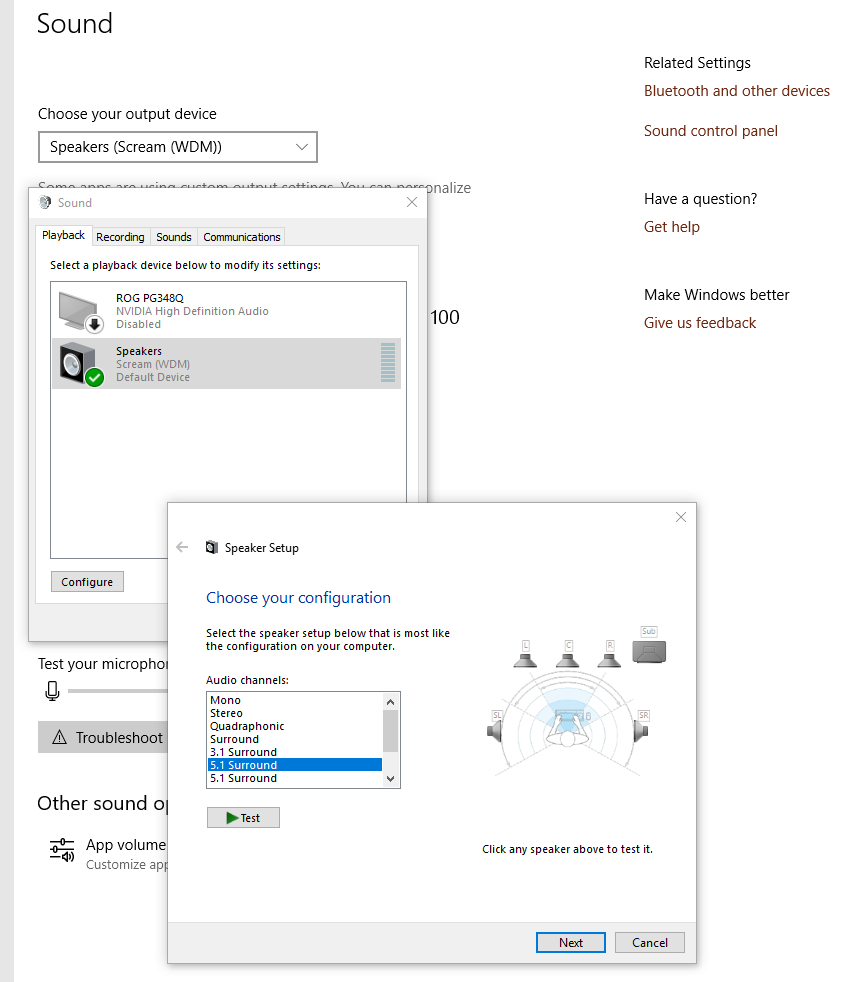 Sound
Choose your output device
Speakers (Scream (WDM))
Some apps are using custom output settings. You can personalize
Related Settings
Bluetooth and other devices
Sound control panel
Have a question?
Get help
Make Windows better
Give us feedback
100
Sound
Playback
Recording
Sounds
Communications
Select a playback device below to modify its settings:
ROG PG348Q
NVIDIA High Definition Audio
Disabled
Speakers
Scream (WDM)
Default Device
Configure
Test your microphon
Troubleshoot
Other sound op
App volume
Customize app
Speaker Setup
Choose your configuration
Select the speaker setup below that is most like
the configuration on your computer.
Audio channels:
Mono
Stereo
Quadraphonic
Surround
3.1 Surround
5.1 Surround
5.1 Surround
Test
L
C
R
Sub
SL
SR
Click any speaker above to test it.
Next
Cancel